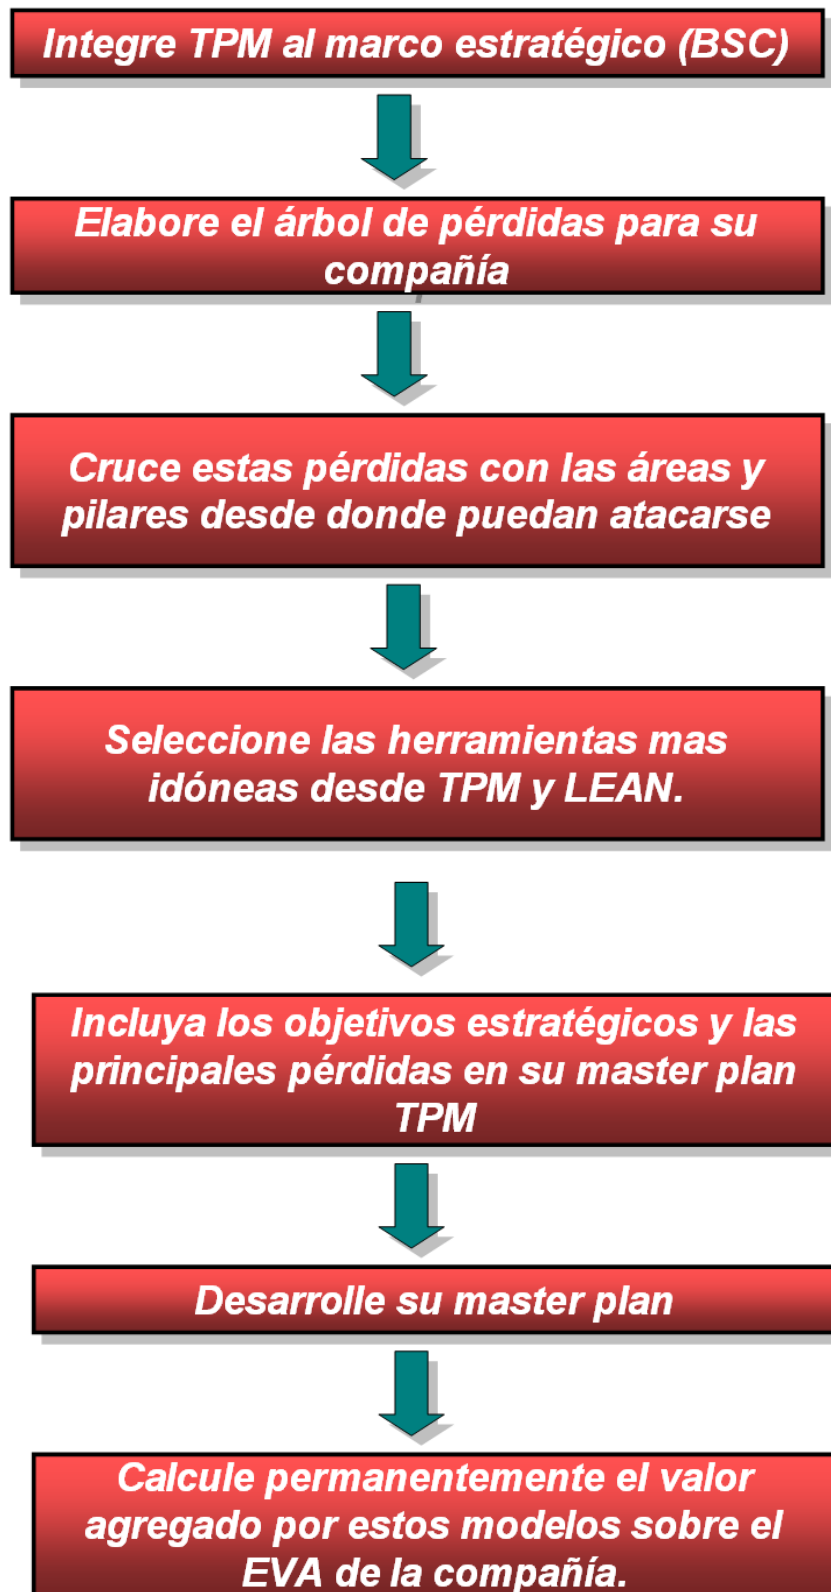 Integre TPM al marco estratégico (BSC)
Elabore el árbol de pérdidas para su
compañía
Cruce estas pérdidas con las áreas y
pilares desde donde puedan atacarse
Seleccione las herramientas mas
idóneas desde TPM y LEAN.
Incluya los objetivos estratégicos y las
principales pérdidas en su master plan
TPM
Desarrolle su master plan
Calcule permanentemente el valor
agregado por estos modelos sobre el
EVA de la compañía.